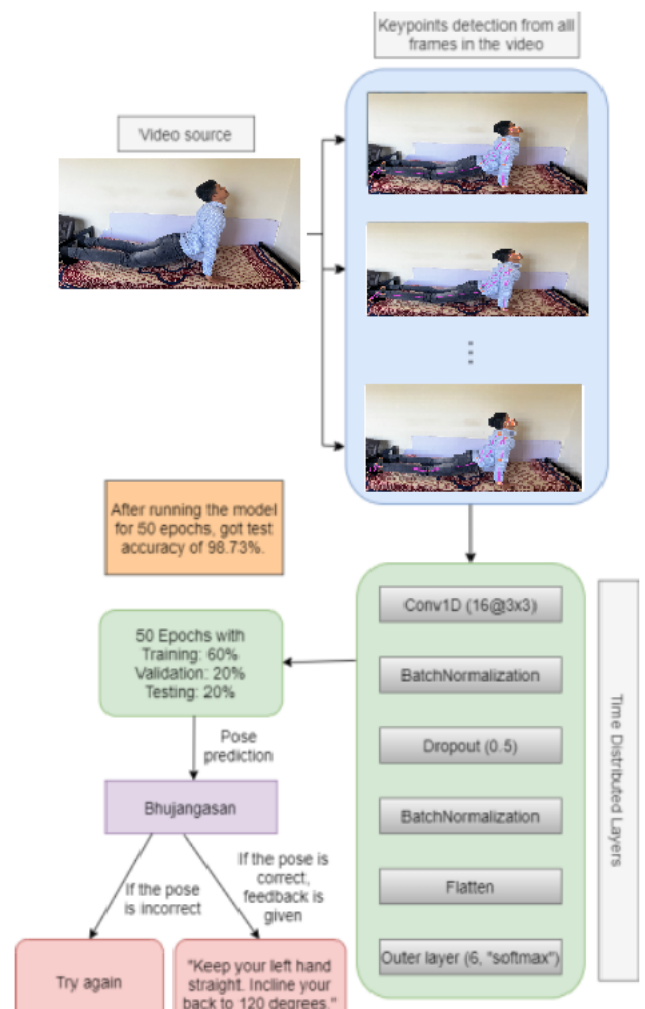 Keypoints detection from all
frames in the video
Video source
After running the model
for 50 epochs, got test
accuracy of 98.73%.
Conv1D (16@3x3)
BatchNormalization
Dropout (0.5)
BatchNormalization
Flatten
Outer layer (6, "softmax")
Time Distributed Layers
50 Epochs with
Training: 60%
Validation: 20%
Testing: 20%
Pose
prediction
Bhujangasan
If the pose
is incorrect
If the pose is
correct,
feedback is
given
Try again
"Keep your left hand
straight. Incline your
back to 120 degrees."